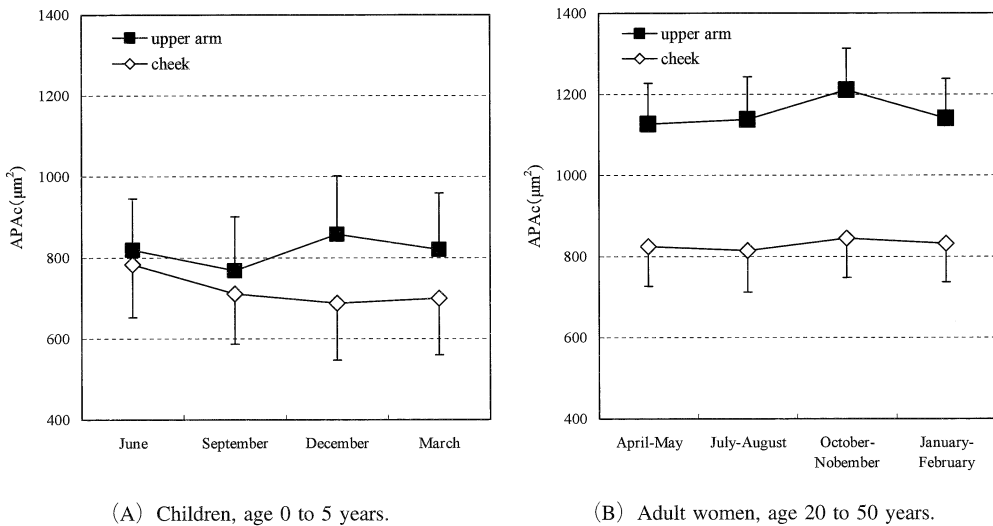 1400
1200
1000
800
600
400
APAc(μm²)
upper arm
cheek
June
September
December
March
(A) Children, age 0 to 5 years.
1400
1200
1000
800
600
400
APAc(μm²)
upper arm
cheek
April-May
July-August
October-
Nobember
January-
February
(B) Adult women, age 20 to 50 years.